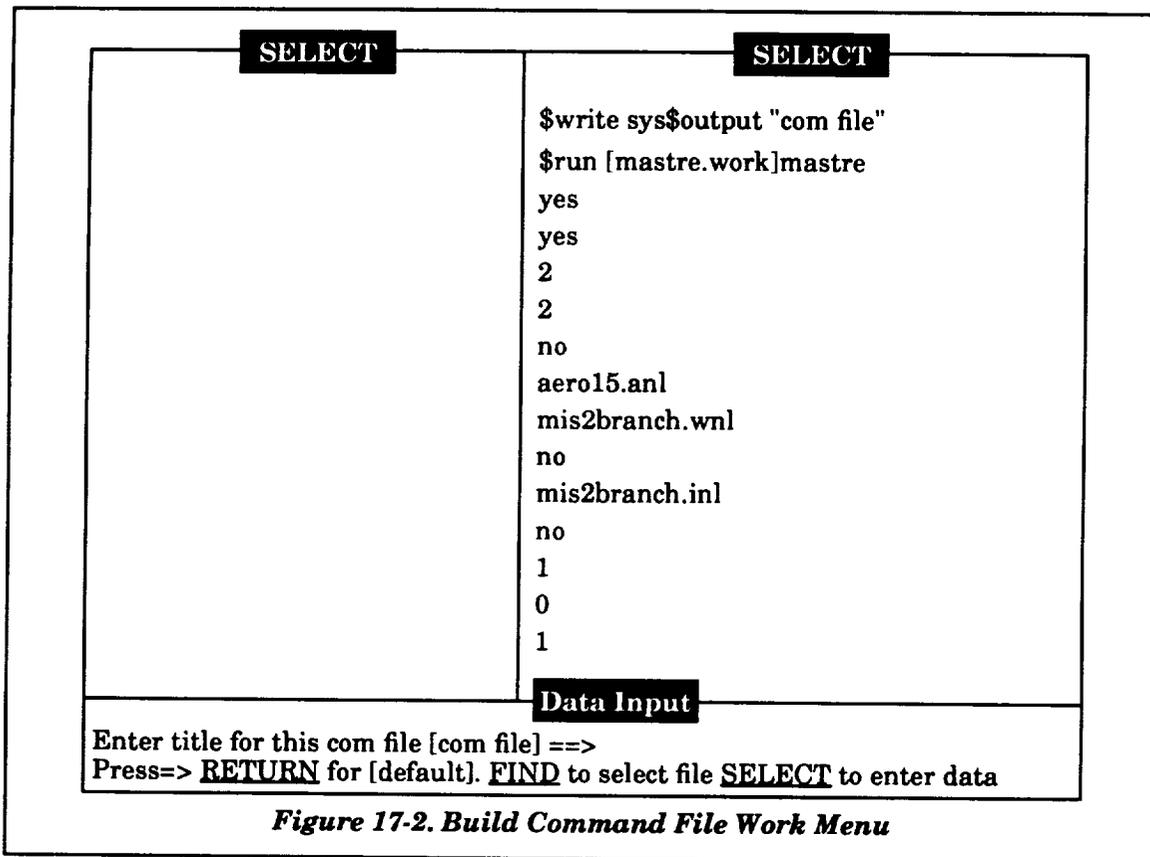 SELECT
SELECT
$write sys$output "com file"
$run [mastre.work]mastre
yes
yes
2
2
no
aero15.anl
mis2branch.wnl
no
mis2branch.inl
no
1
0
1
Data Input
Enter title for this com file [com file] ==>
Press=> RETURN for [default]. FIND to select file SELECT to enter data
Figure 17-2. Build Command File Work Menu